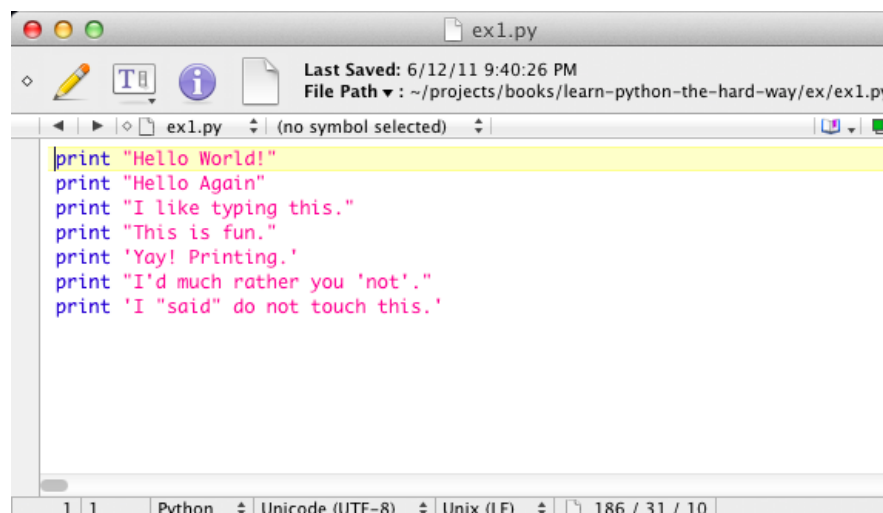 ex1.py
Last Saved: 6/12/11 9:40:26 PM
File Path ▾ : ~/projects/books/learn-python-the-hard-way/ex/ex1.py
ex1.py (no symbol selected)
print "Hello World!"
print "Hello Again"
print "I like typing this."
print "This is fun."
print 'Yay! Printing.'
print "I'd much rather you 'not'."
print 'I "said" do not touch this.'
1 1 Python Unicode (UTF-8) Unix (LF) 186 / 31 / 10